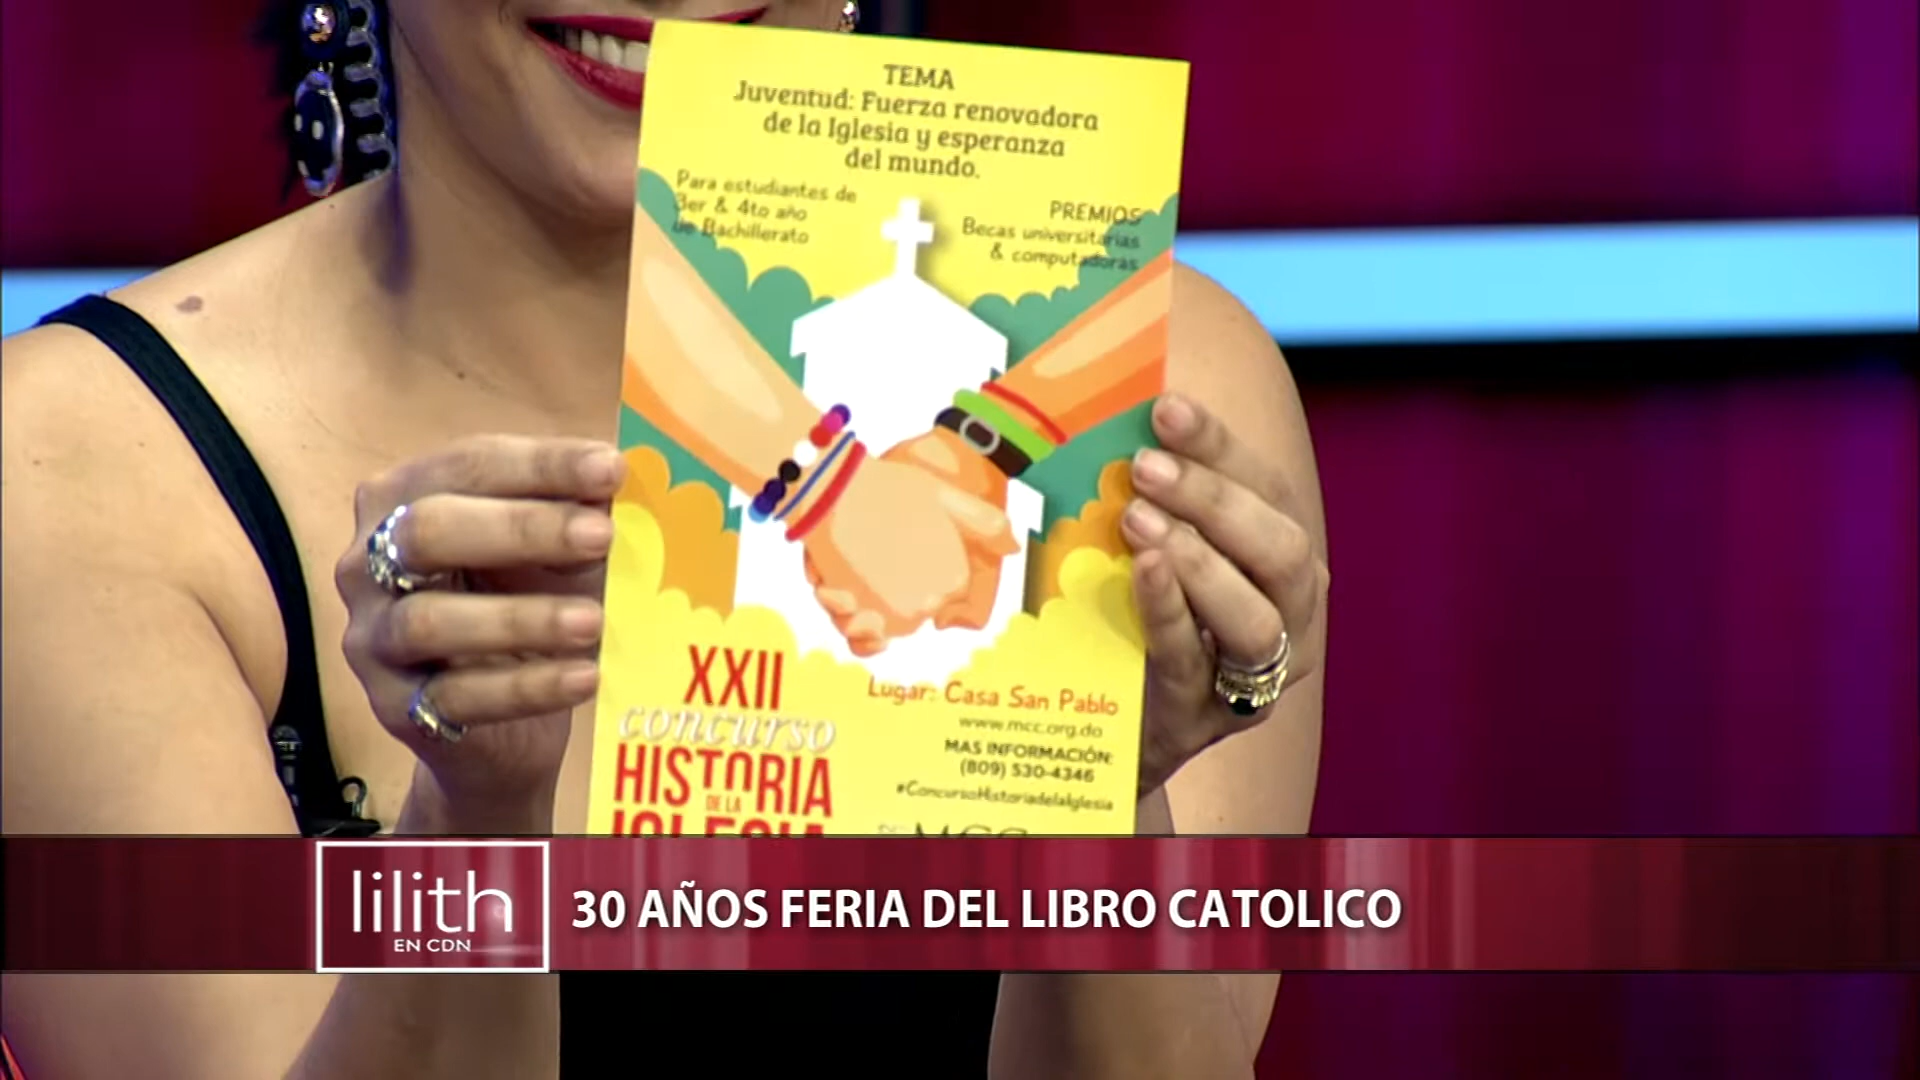 TEMA
Juventud: Fuerza renovadora
de la Iglesia y esperanza
del mundo.
Para estudiantes de
3er & 4to año
de Bachillerato
PREMIOS
Becas universitarias
& computadoras
XXII
concurso
HISTORIA
DE LA
IGLESIA
Lugar: Casa San Pablo
www.mcc.org.do
MAS INFORMACIÓN:
(809) 530-4346
#ConcursoHistoriadelaIglesia
MCC
lilith
EN CDN
30 AÑOS FERIA DEL LIBRO CATOLICO